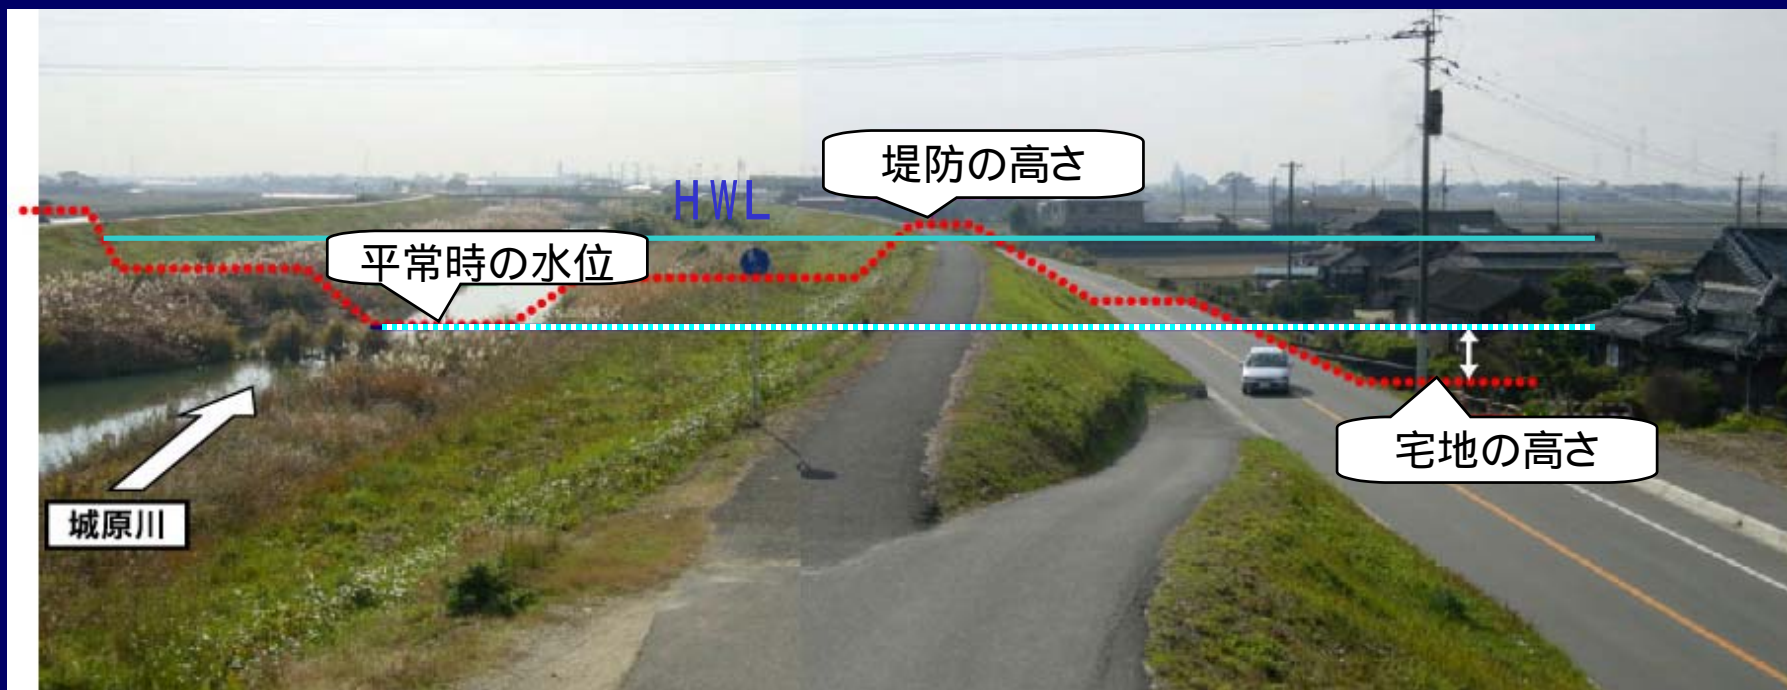 堤防の高さ
HWL
平常時の水位
宅地の高さ
城原川